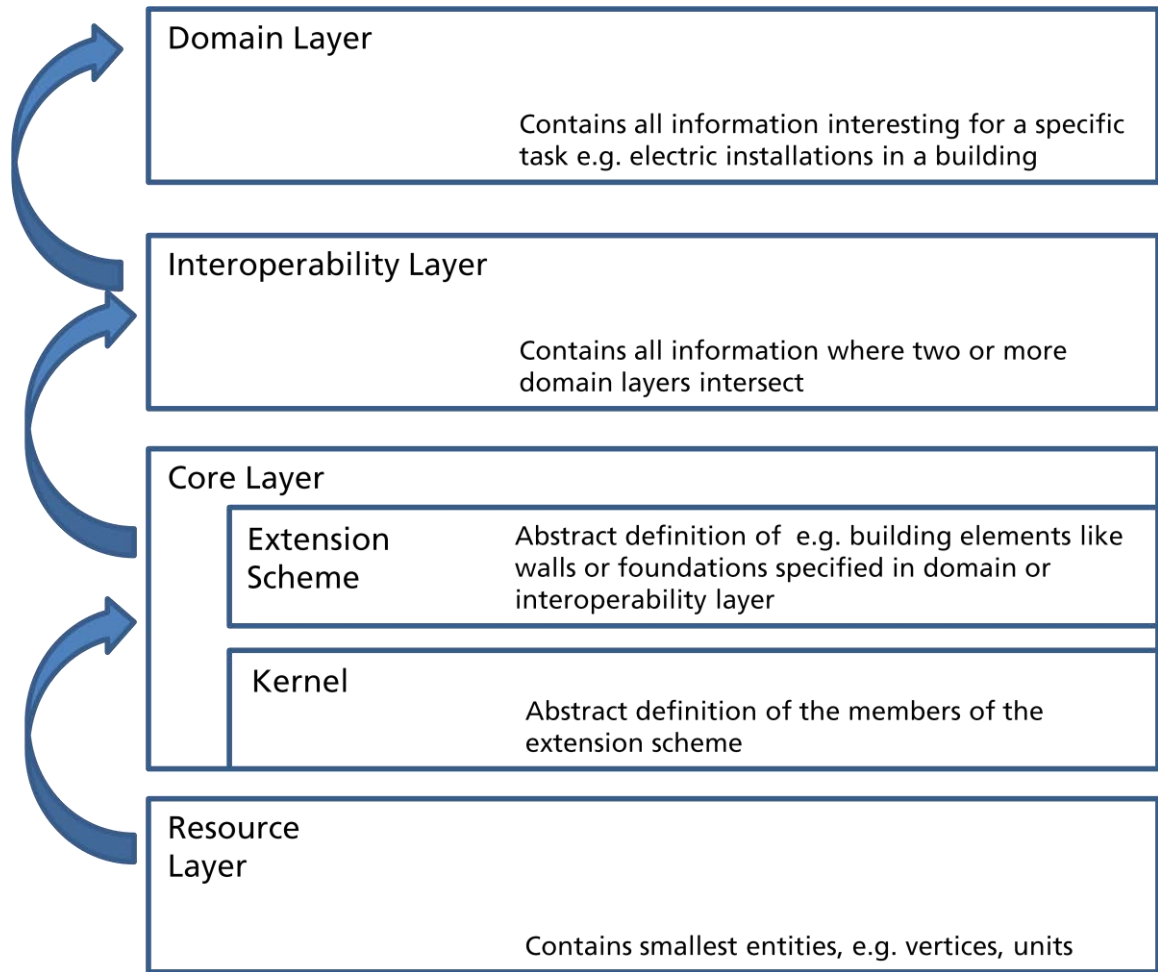 Domain Layer
Contains all information interesting for a specific
task e.g. electric installations in a building
Interoperability Layer
Contains all information where two or more
domain layers intersect
Core Layer
Extension
Scheme
Abstract definition of  e.g. building elements like
walls or foundations specified in domain or
interoperability layer
Kernel
Abstract definition of the members of the
extension scheme
Resource
Layer
Contains smallest entities, e.g. vertices, units